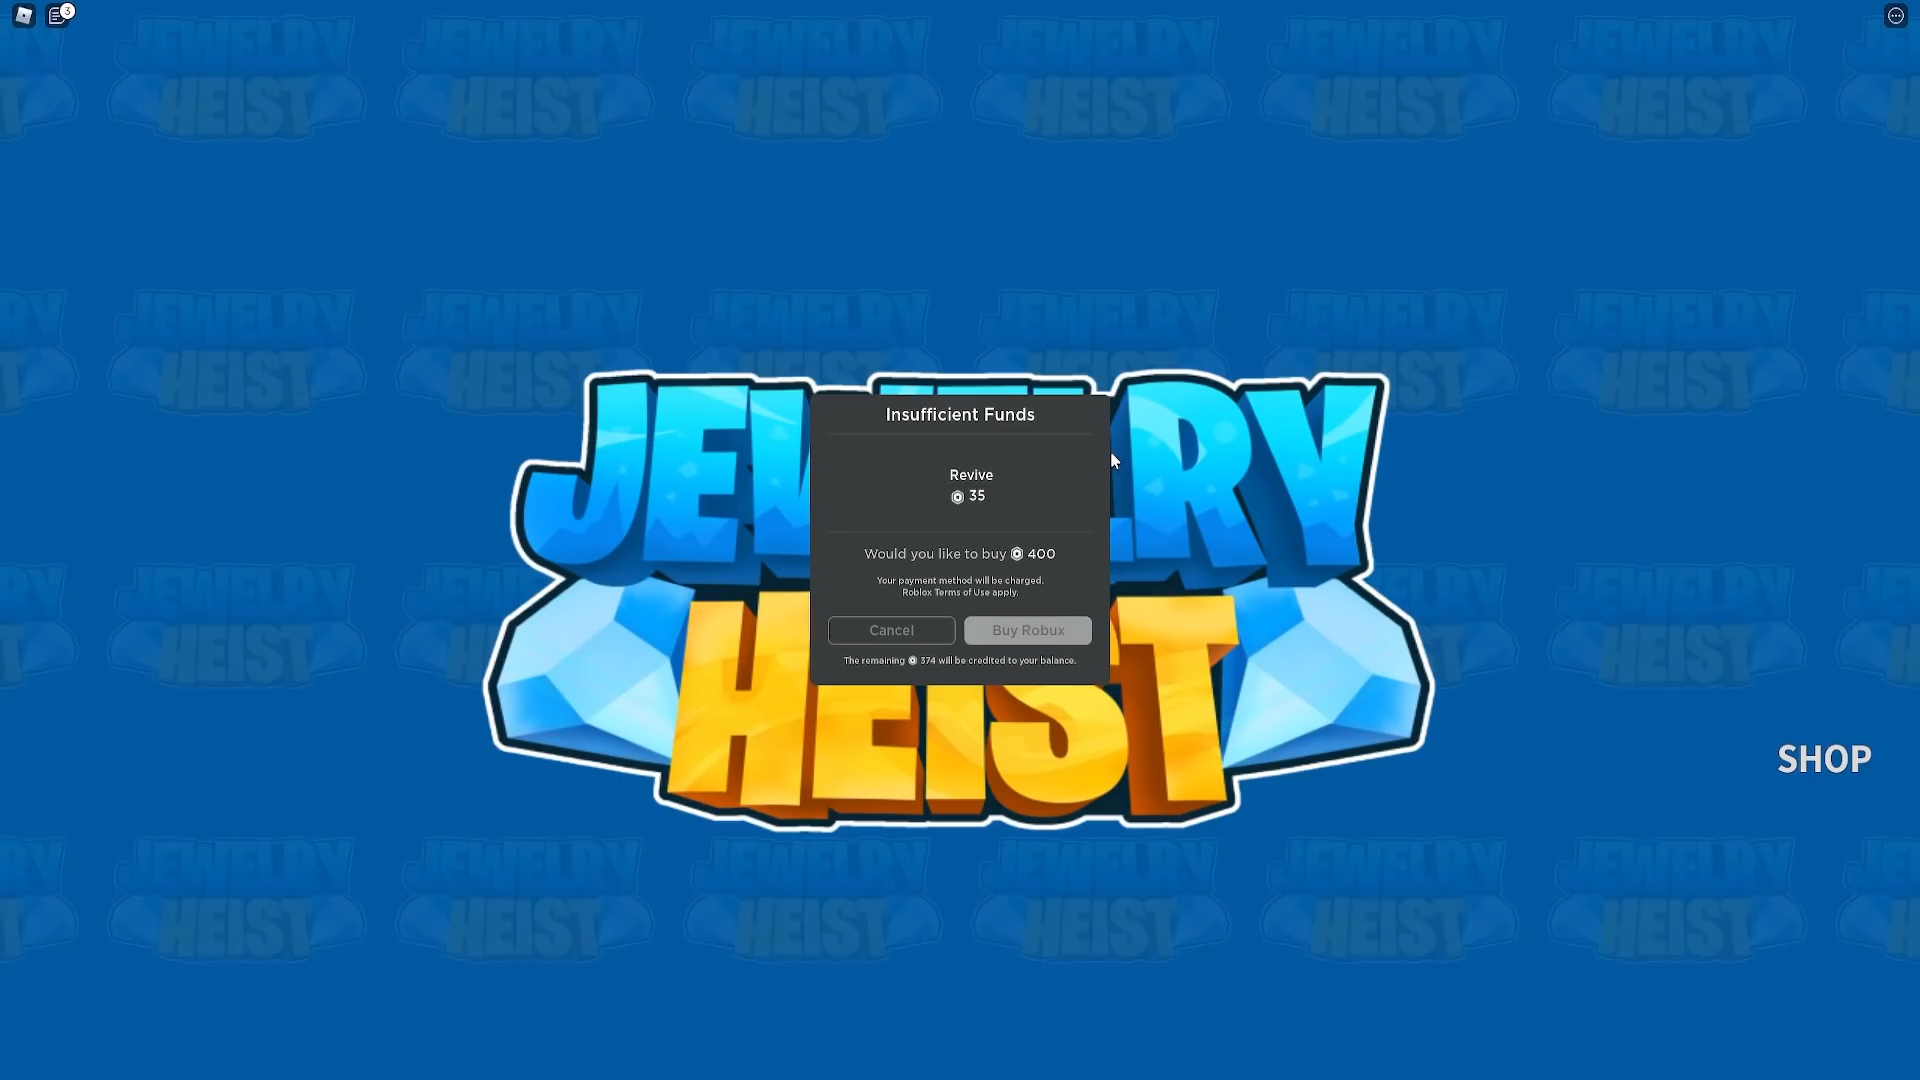 3
JEWELRY
HEIST
Insufficient Funds
Revive
35
Would you like to buy 400
Your payment method will be charged.
Roblox Terms of Use apply.
Cancel
Buy Robux
The remaining 374 will be credited to your balance.
SHOP